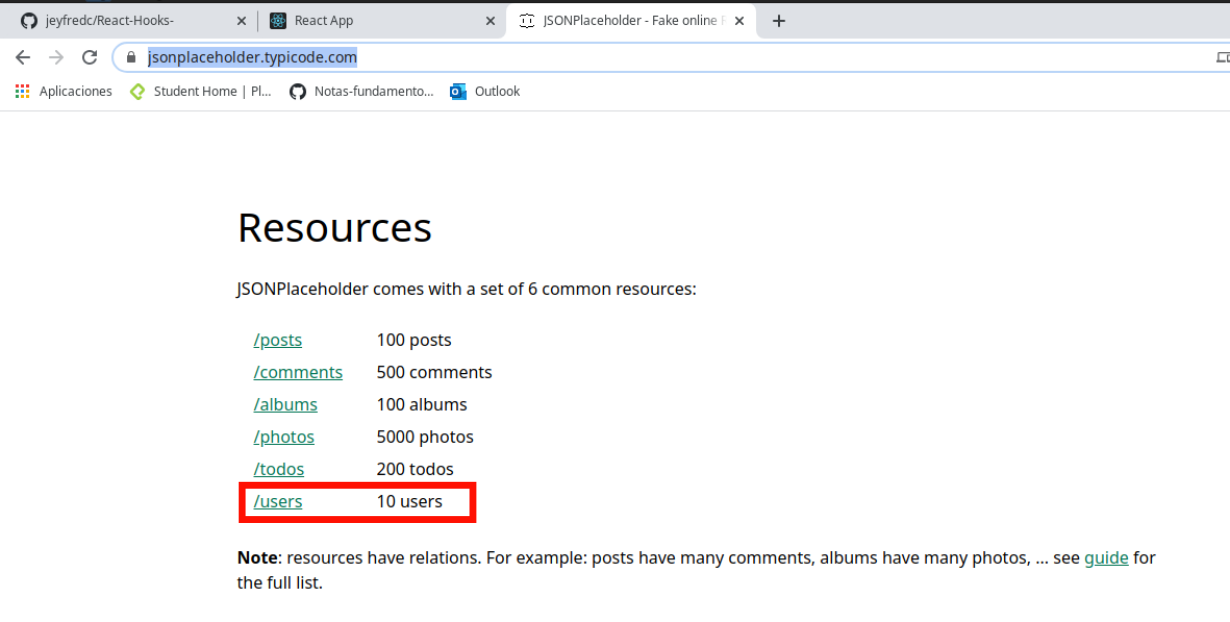 jeyfredc/React-Hooks-
React App
JSONPlaceholder - Fake online
jsonplaceholder.typicode.com
Aplicaciones Student Home | Pl... Notas-fundamento... Outlook
Resources
JSONPlaceholder comes with a set of 6 common resources:
/posts 100 posts
/comments 500 comments
/albums 100 albums
/photos 5000 photos
/todos 200 todos
/users 10 users
Note: resources have relations. For example: posts have many comments, albums have many photos, ... see guide for
the full list.